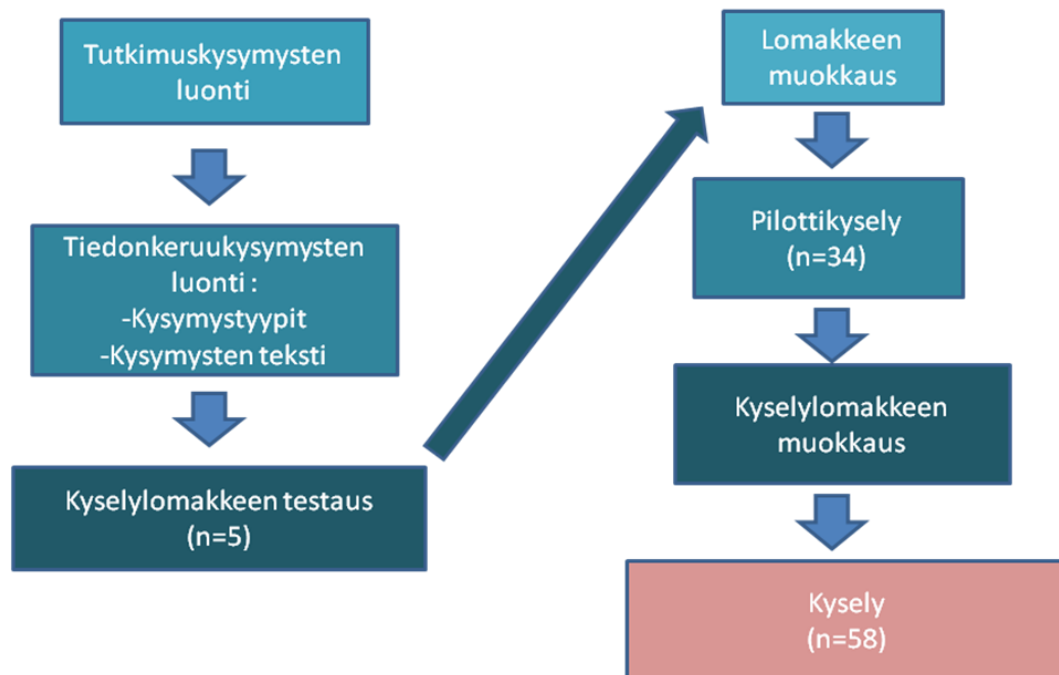 Tutkimuskysymysten
luonti
Tiedonkeruukysymysten
luonti :
-Kysymystyypit
-Kysymysten teksti
Kyselylomakkeen testaus
(n=5)
Lomakkeen
muokkaus
Pilottikysely
(n=34)
Kyselylomakkeen
muokkaus
Kysely
(n=58)